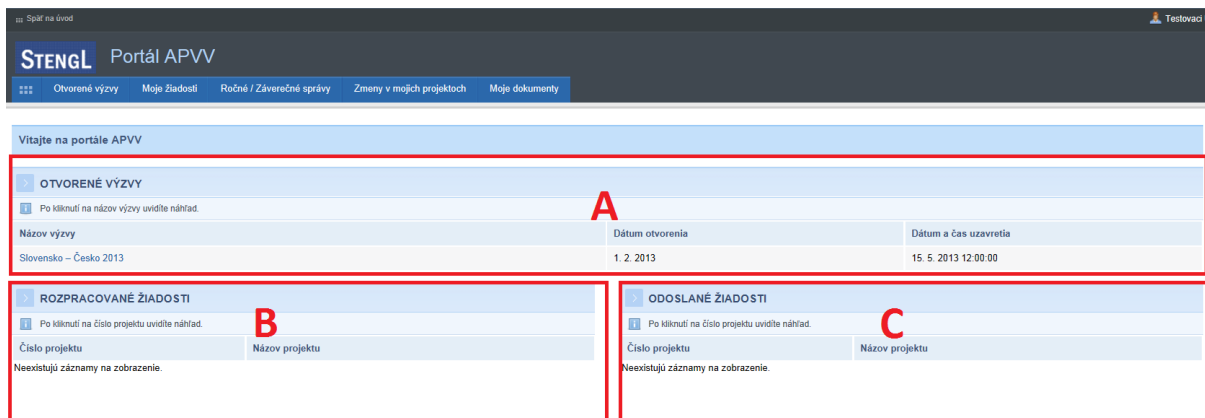 Späť na úvod
Testovaci
STENGL Portál APVV
Otvorené výzvy Moje žiadosti Ročné / Záverečné správy Zmeny v mojich projektoch Moje dokumenty
Vitajte na portále APVV
OTVORENÉ VÝZVY
Po kliknutí na názov výzvy uvidíte náhľad.
A
Názov výzvy Dátum otvorenia Dátum a čas uzavretia
Slovensko – Česko 2013 1. 2. 2013 15. 5. 2013 12:00:00
ROZPRACOVANÉ ŽIADOSTI
Po kliknutí na číslo projektu uvidíte náhľad.
B
Číslo projektu Názov projektu
Neexistujú záznamy na zobrazenie.
ODOSLANÉ ŽIADOSTI
Po kliknutí na číslo projektu uvidíte náhľad.
C
Číslo projektu Názov projektu
Neexistujú záznamy na zobrazenie.